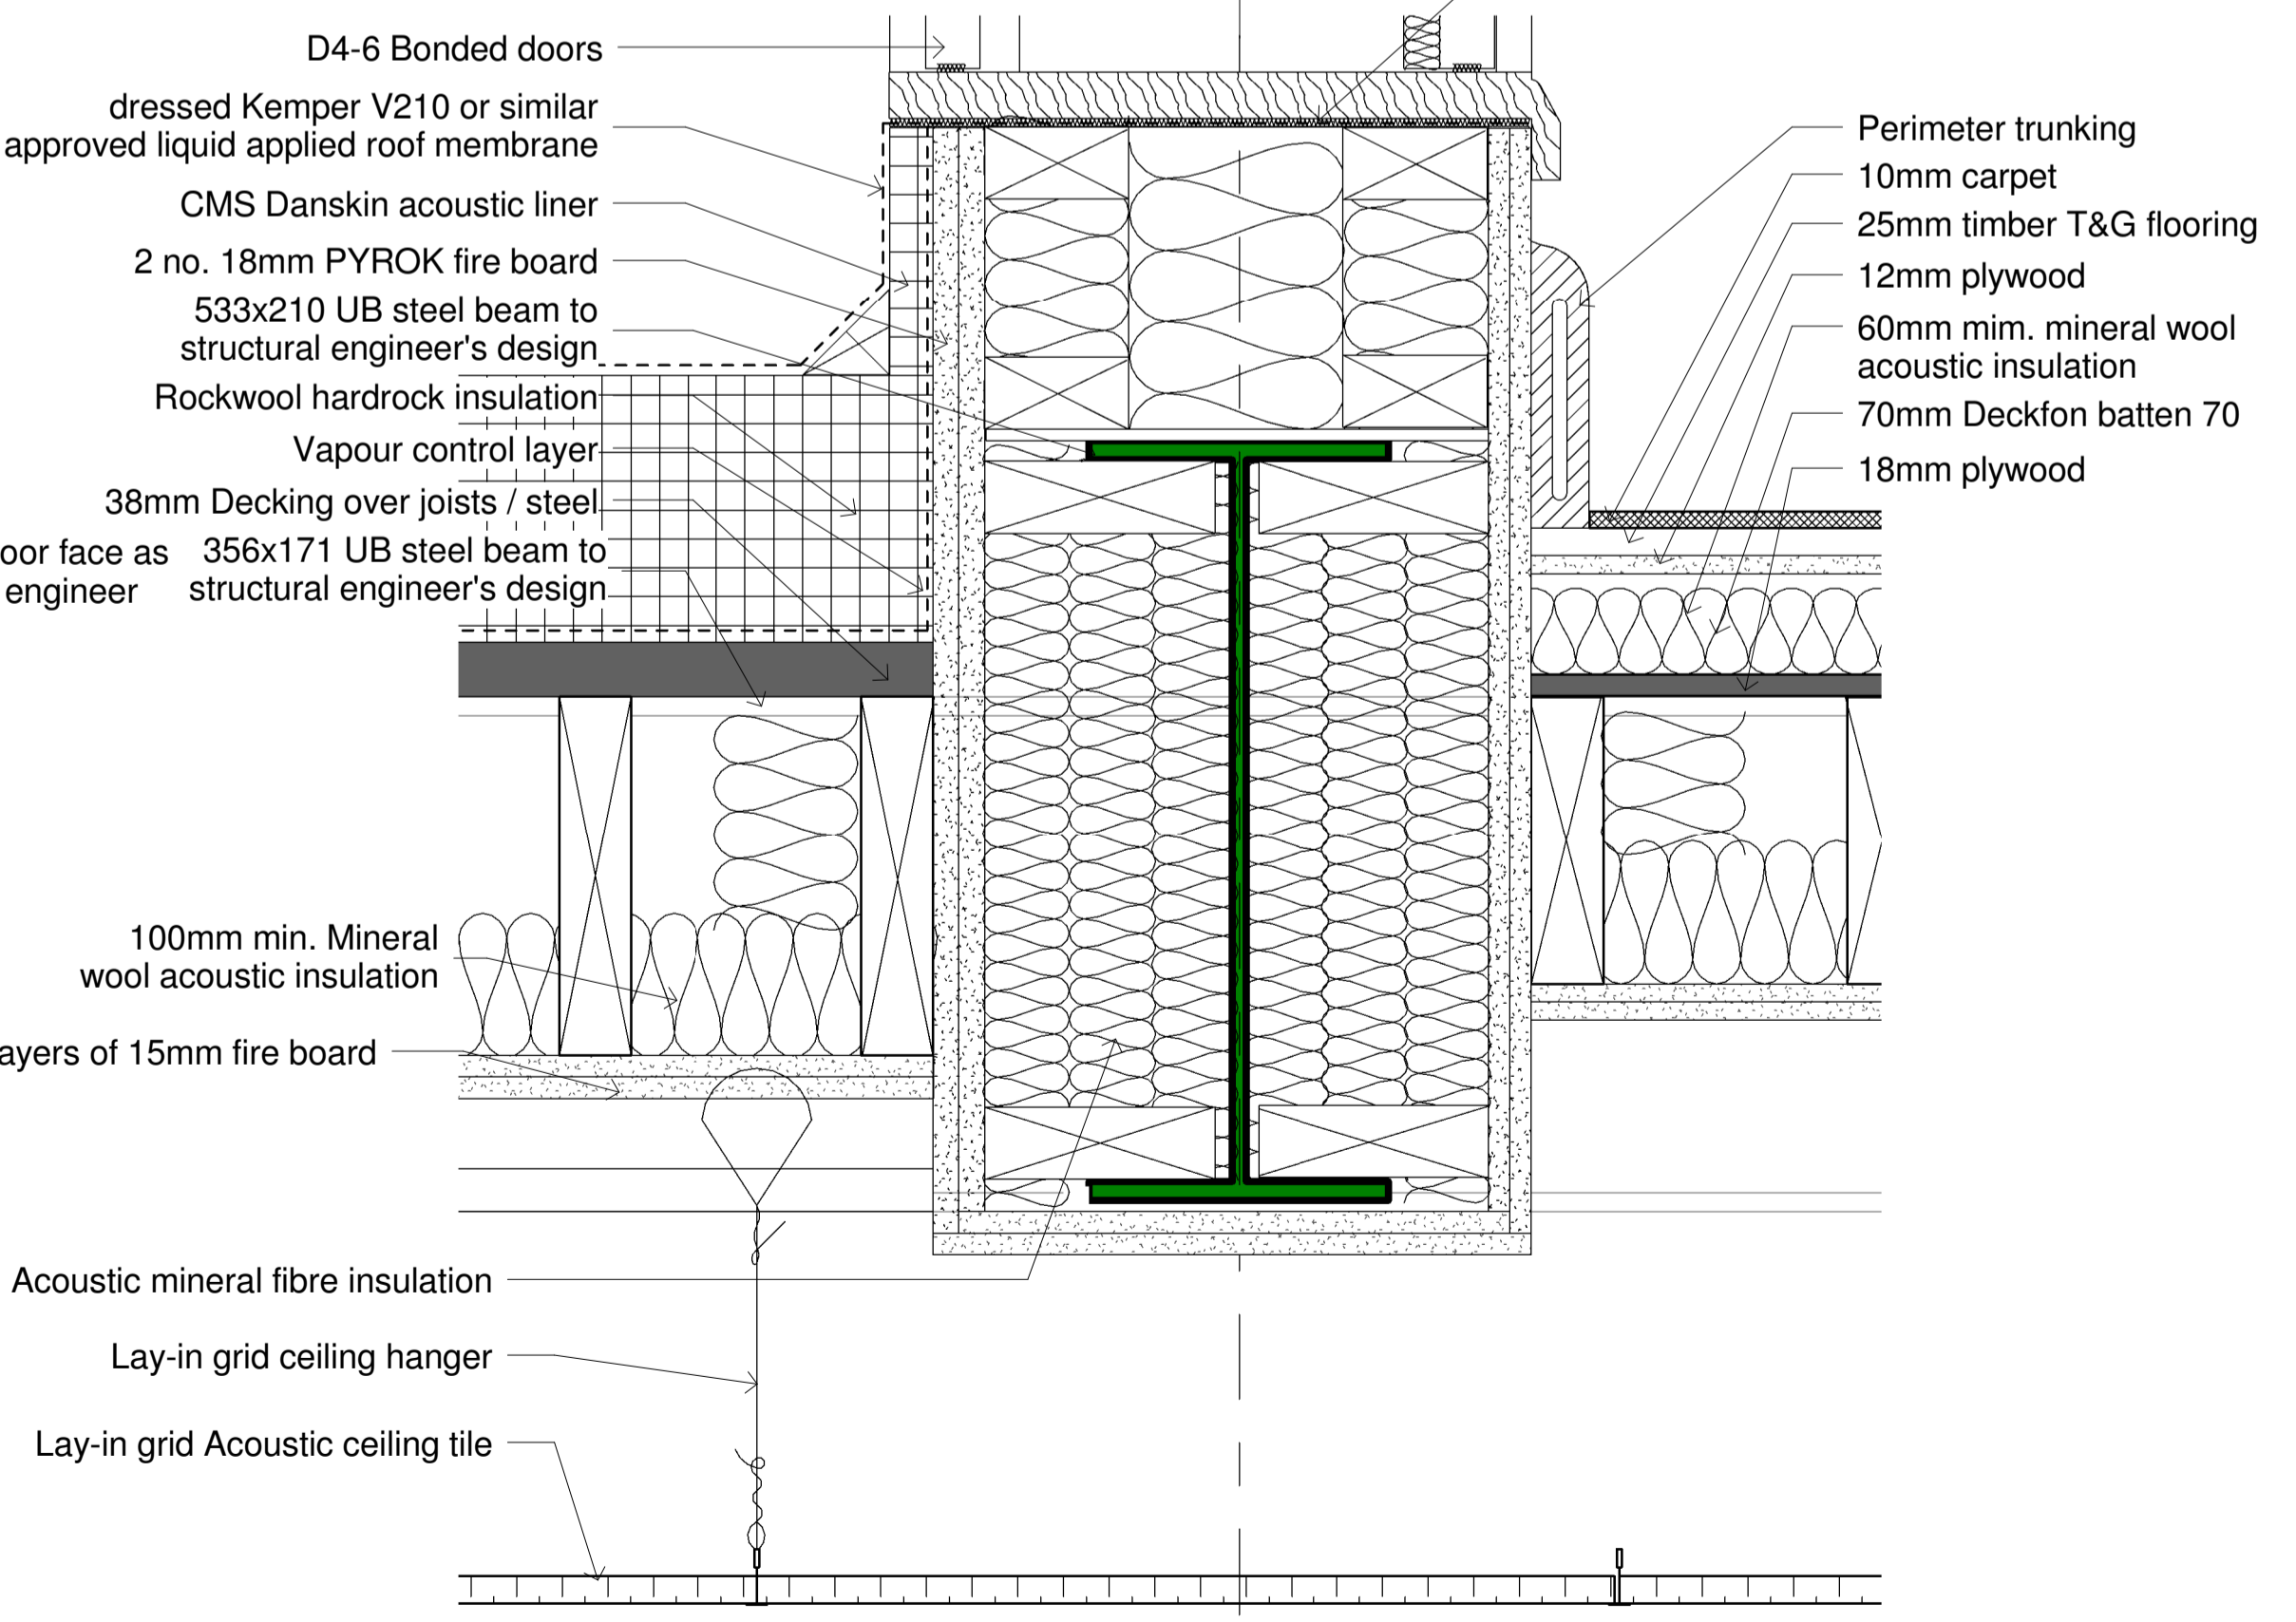 D4-6 Bonded doors
dressed Kemper V210 or similar
approved liquid applied roof membrane
CMS Danskin acoustic liner
2 no. 18mm PYROK fire board
533x210 UB steel beam to
structural engineer's design
Rockwool hardrock insulation
Vapour control layer
38mm Decking over joists / steel
oor face as
engineer
356x171 UB steel beam to
structural engineer's design
100mm min. Mineral
wool acoustic insulation
ayers of 15mm fire board
Acoustic mineral fibre insulation
Lay-in grid ceiling hanger
Lay-in grid Acoustic ceiling tile
Perimeter trunking
10mm carpet
25mm timber T&G flooring
12mm plywood
60mm mim. mineral wool
acoustic insulation
70mm Deckfon batten 70
18mm plywood